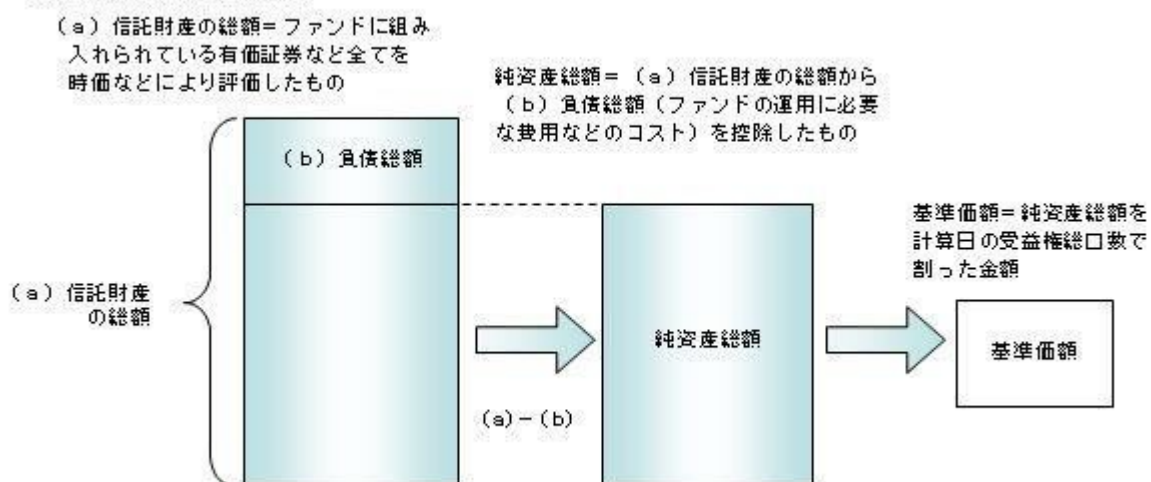 (a)信託財産の総額=ファンドに組み
入れられている有価証券など全てを
時価などにより評価したもの
純資産総額=(a)信託財産の総額から
(b)負債総額(ファンドの運用に必要
な費用などのコスト)を控除したもの
(b)負債総額
基準価額=純資産総額を
計算日の受益権総口数で
割った金額
(a)信託財産
の総額
純資産総額
基準価額
(a)-(b)